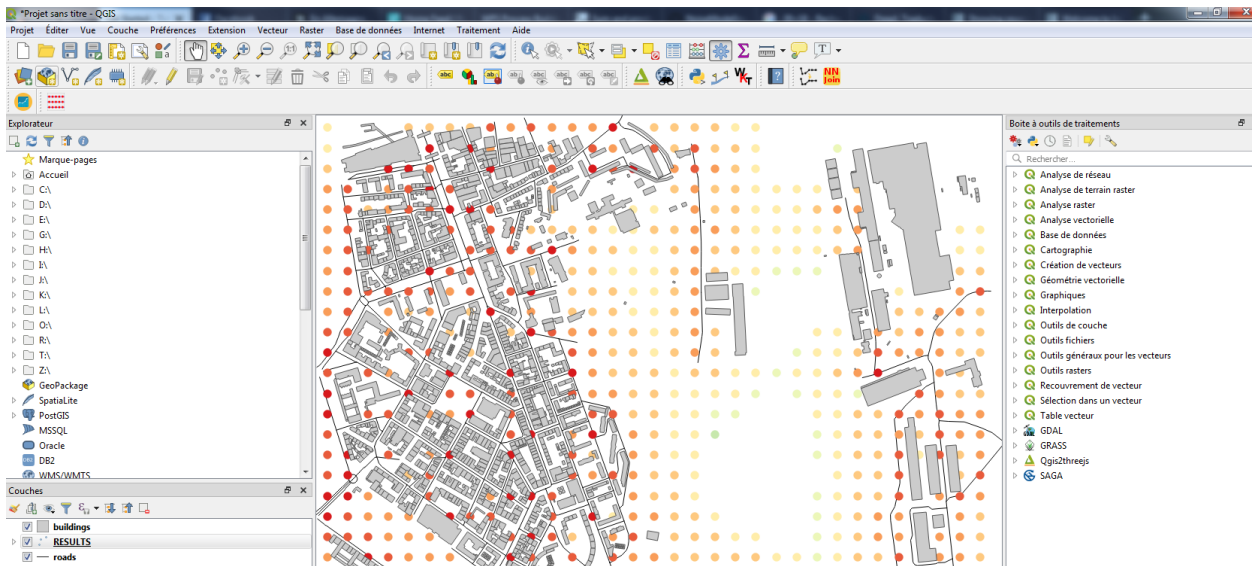 *Projet sans titre - QGIS
Projet Éditer Vue Couche Préférences Extension Vecteur Raster Base de données Internet Traitement Aide
NN
join
Explorateur
Marque-pages
Accueil
C:\
D:\
E:\
G:\
H:\
I:\
J:\
K:\
L:\
O:\
R:\
T:\
Z:\
GeoPackage
SpatiaLite
PostGIS
MSSQL
Oracle
DB2
WMS/WMTS
Couches
buildings
RESULTS
roads
Boite à outils de traitements
Rechercher...
Analyse de réseau
Analyse de terrain raster
Analyse raster
Analyse vectorielle
Base de données
Cartographie
Création de vecteurs
Géométrie vectorielle
Graphiques
Interpolation
Outils de couche
Outils fichiers
Outils généraux pour les vecteurs
Outils rasters
Recouvrement de vecteur
Sélection dans un vecteur
Table vecteur
GDAL
GRASS
Qgis2threejs
SAGA